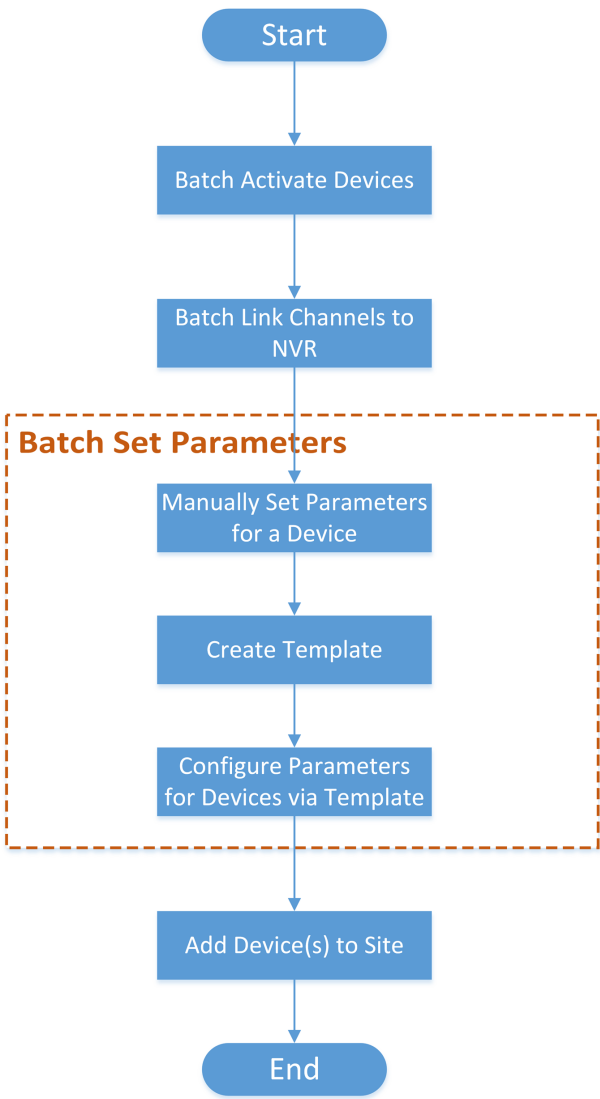 Start
Batch Activate Devices
Batch Link Channels to
NVR
Batch Set Parameters
Manually Set Parameters
for a Device
Create Template
Configure Parameters
for Devices via Template
Add Device(s) to Site
End